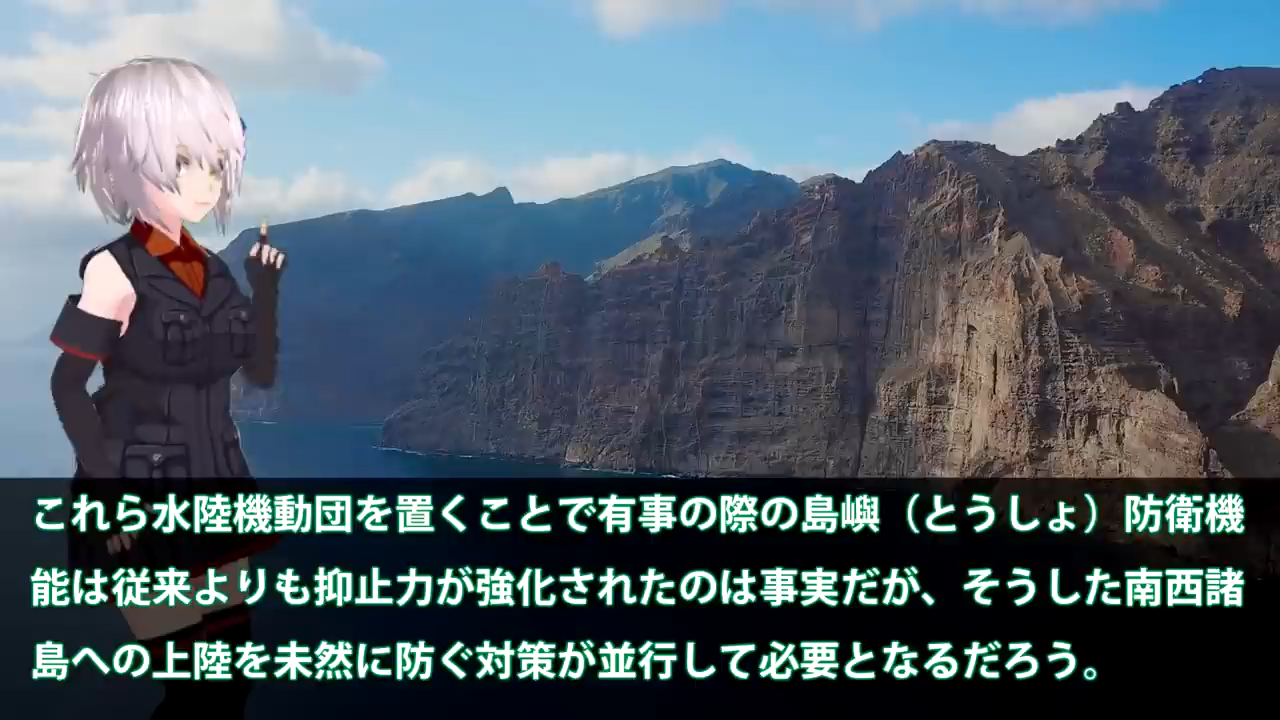 これら水陸機動団を置くことで有事の際の島嶼（とうしょ）防衛機
能は従来よりも抑止力が強化されたのは事実だが、そうした南西諸
島への上陸を未然に防ぐ対策が並行して必要となるだろう。